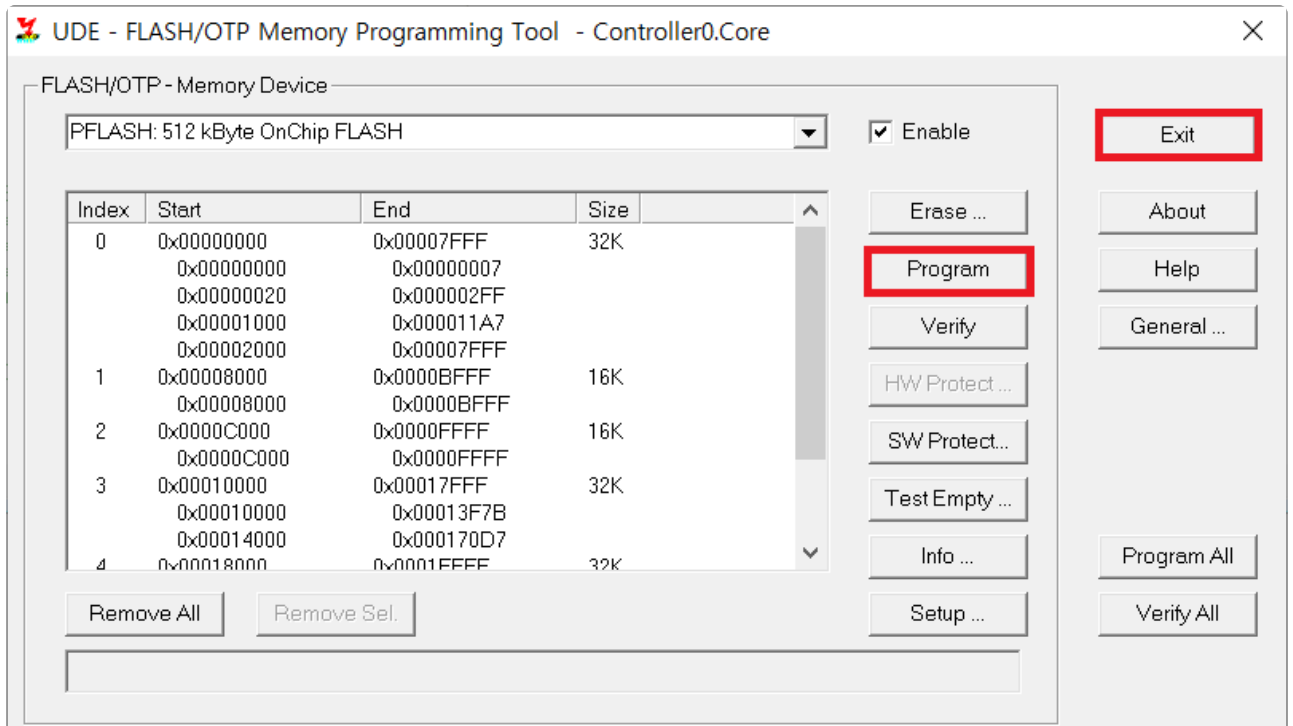 UDE - FLASH/OTP Memory Programming Tool - Controller0.Core
FLASH/OTP - Memory Device
PFLASH: 512 kByte OnChip FLASH
Enable
Exit
Index Start End Size
0 0x00000000 0x00007FFF 32K
0x00000000 0x00000007
0x00000020 0x000002FF
0x00001000 0x000011A7
0x00002000 0x00007FFF
1 0x00008000 0x0000BFFF 16K
0x00008000 0x0000BFFF
2 0x0000C000 0x0000FFFF 16K
0x0000C000 0x0000FFFF
3 0x00010000 0x00017FFF 32K
0x00010000 0x00013F7B
0x00014000 0x000170D7
4 0x00018000 0x0001FFFF 32K
Erase ...
Program
Verify
HW Protect ...
SW Protect...
Test Empty ...
Info ...
Setup ...
About
Help
General ...
Program All
Verify All
Remove All
Remove Sel.